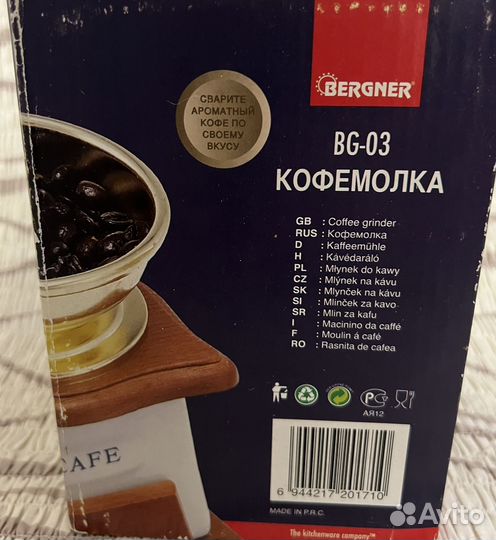 BERGNER®
СВАРИТЕ
АРОМАТНЫЙ
КОФЕ ПО
СВОЕМУ
ВКУСУ
BG-03
КОФЕМОЛКА
GB : Coffee grinder
RUS : Кофемолка
D : Kaffeemühle
H : Kávédaráló
PL : Młynek do kawy
CZ : Mlýnek na kávu
SK : Mlynček na kávu
SI : Mlinček za kavo
SR : Mlin za kafu
I : Macinino da caffé
F : Moulin á café
RO : Rasnita de cafea
АЯ12
CAFE
6 944217 201710
MADE IN P.R.C.
The kitchenware company™
Avito